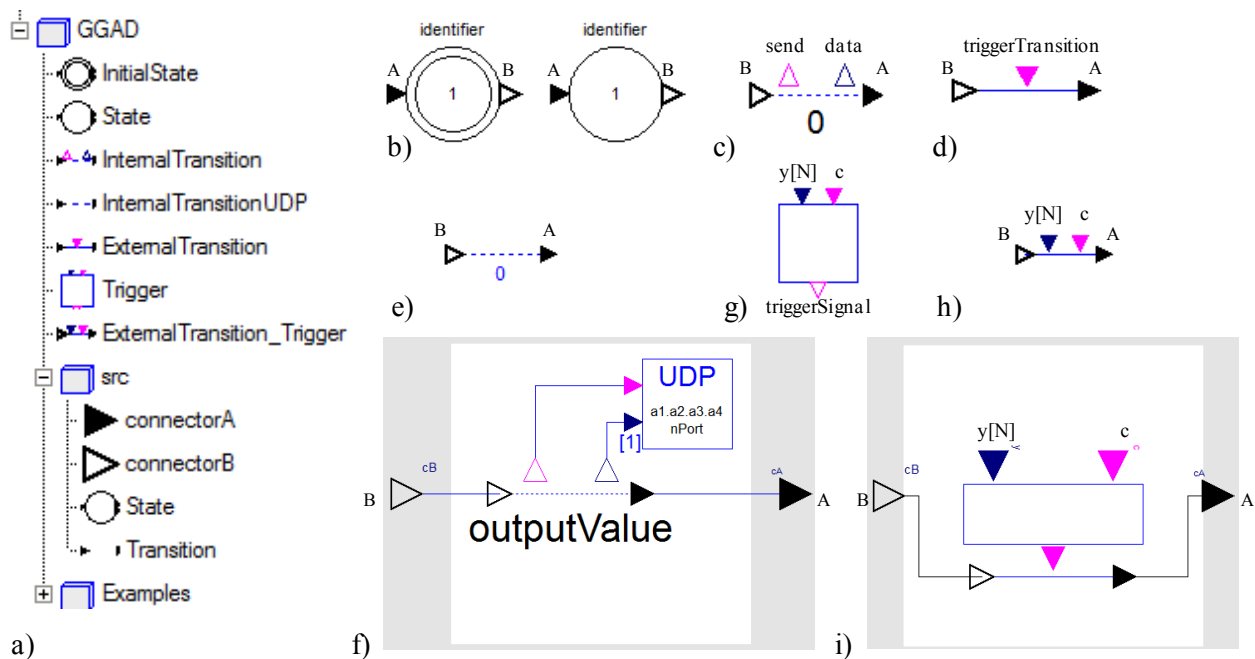 GGAD
InitialState
State
InternalTransition
InternalTransitionUDP
ExternalTransition
Trigger
ExternalTransition_Trigger
src
connectorA
connectorB
State
Transition
Examples
a)
identifier
identifier
A
1
B
A
1
B
b)
send
data
B
A
0
c)
triggerTransition
B
A
d)
B
A
0
e)
y[N]
c
g)
triggerSignal
y[N]
c
B
A
h)
UDP
a1.a2.a3.a4
nPort
[1]
cB
cA
B
A
outputValue
f)
y[N]
y
c
c
cB
cA
B
A
i)